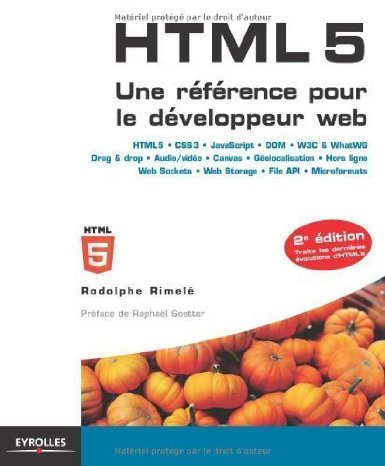 Matériel protégé par le droit d'auteur
HTML 5
Une référence pour
le développeur web
HTML5 • CSS3 • JavaScript • DOM • W3C & WhatWG
Drag & drop • Audio/vidéo • Canvas • Géolocalisation • Hors ligne
Web Sockets • Web Storage • File API • Microformats
HTML
5
2e édition
Traite les dernières
évolutions d'HTML5
Rodolphe Rimelé
Préface de Raphaël Goetter
EYROLLES
Matériel protégé par le droit d'auteur